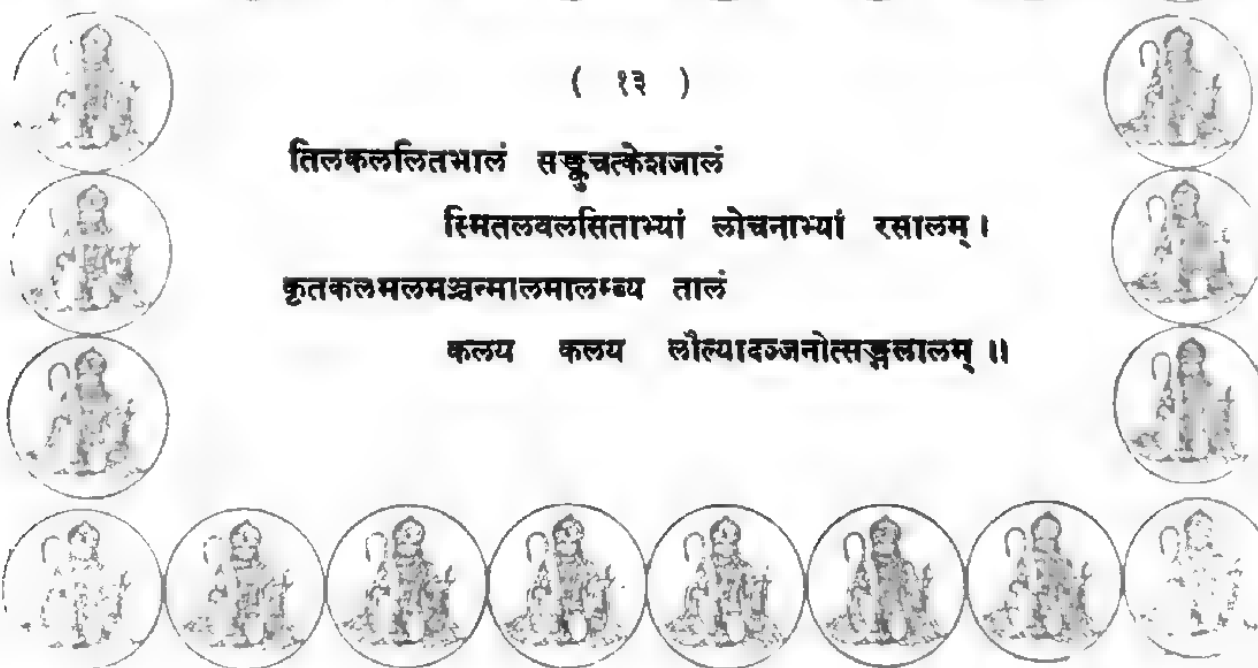 ( १३ )
तिलकललितभालं सङ्कुचत्केशजालं
स्मितलवलसिताभ्यां लोचनाभ्यां रसालम् ।
कृतकलमलमञ्चन्मालमालम्ब्य तालं
कलय कलय लौल्यादञ्जनोत्सङ्गलालम् ॥